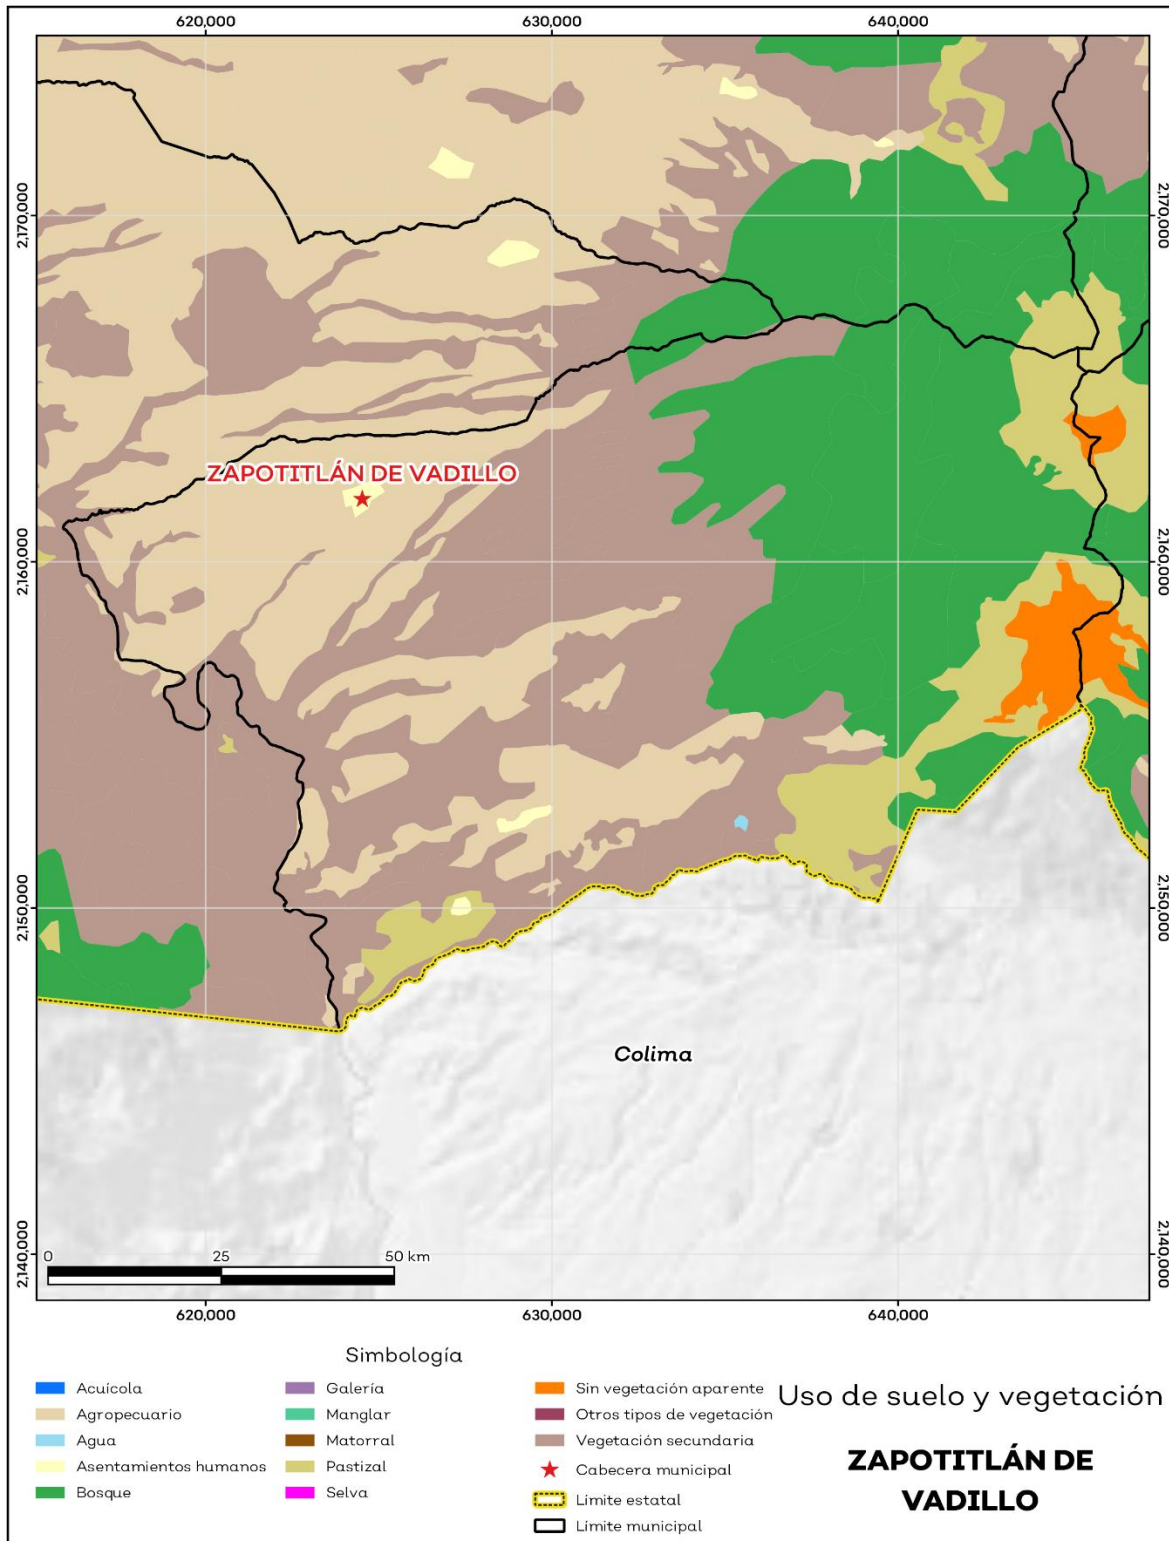 620,000 630,000 640,000
2,170,000 2,170,000
ZAPOTITLÁN DE VADILLO
2,160,000 2,160,000
2,150,000 2,150,000
Colima
2,140,000 2,140,000
0 25 50 km
620,000 630,000 640,000
Simbología
Acuícola
Agropecuario
Agua
Asentamientos humanos
Bosque
Galería
Manglar
Matorral
Pastizal
Selva
Sin vegetación aparente
Otros tipos de vegetación
Vegetación secundaria
Cabecera municipal
Límite estatal
Límite municipal
Uso de suelo y vegetación
ZAPOTITLÁN DE
VADILLO